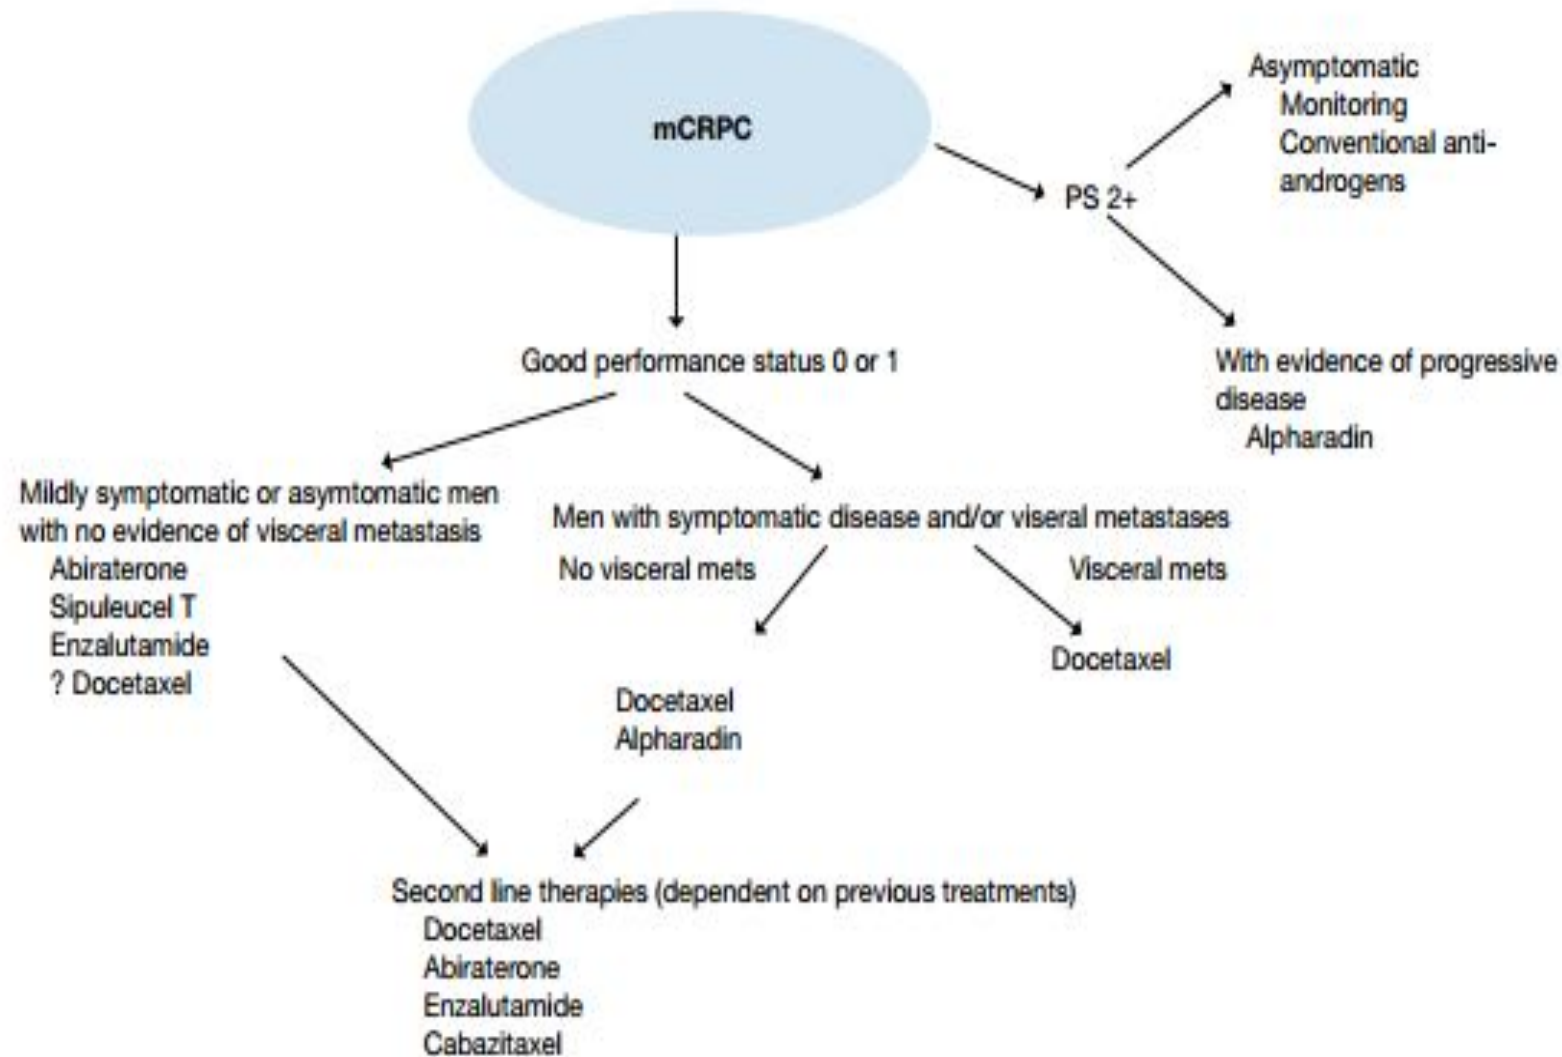 mCRPC
Asymptomatic
Monitoring
Conventional anti-
androgens
PS 2+
With evidence of progressive
disease
Alpharadin
Good performance status 0 or 1
Mildly symptomatic or asymtomatic men
with no evidence of visceral metastasis
Abiraterone
Sipuleucel T
Enzalutamide
? Docetaxel
Men with symptomatic disease and/or viseral metastases
No visceral mets
Visceral mets
Docetaxel
Alpharadin
Docetaxel
Second line therapies (dependent on previous treatments)
Docetaxel
Abiraterone
Enzalutamide
Cabazitaxel